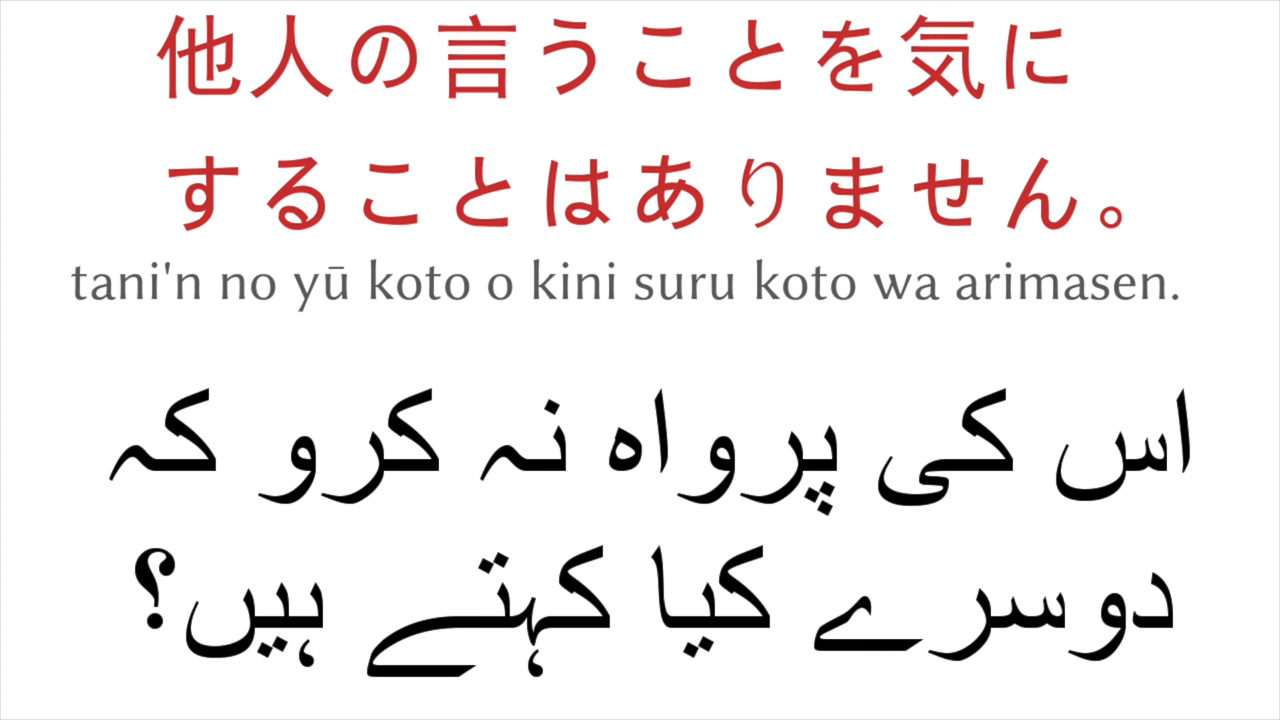 他人の言うことを気に
することはありません。
tani'n no yū koto o kini suru koto wa arimasen.
اس کی پرواہ نہ کرو کہ
دوسرے کیا کہتے ہیں؟